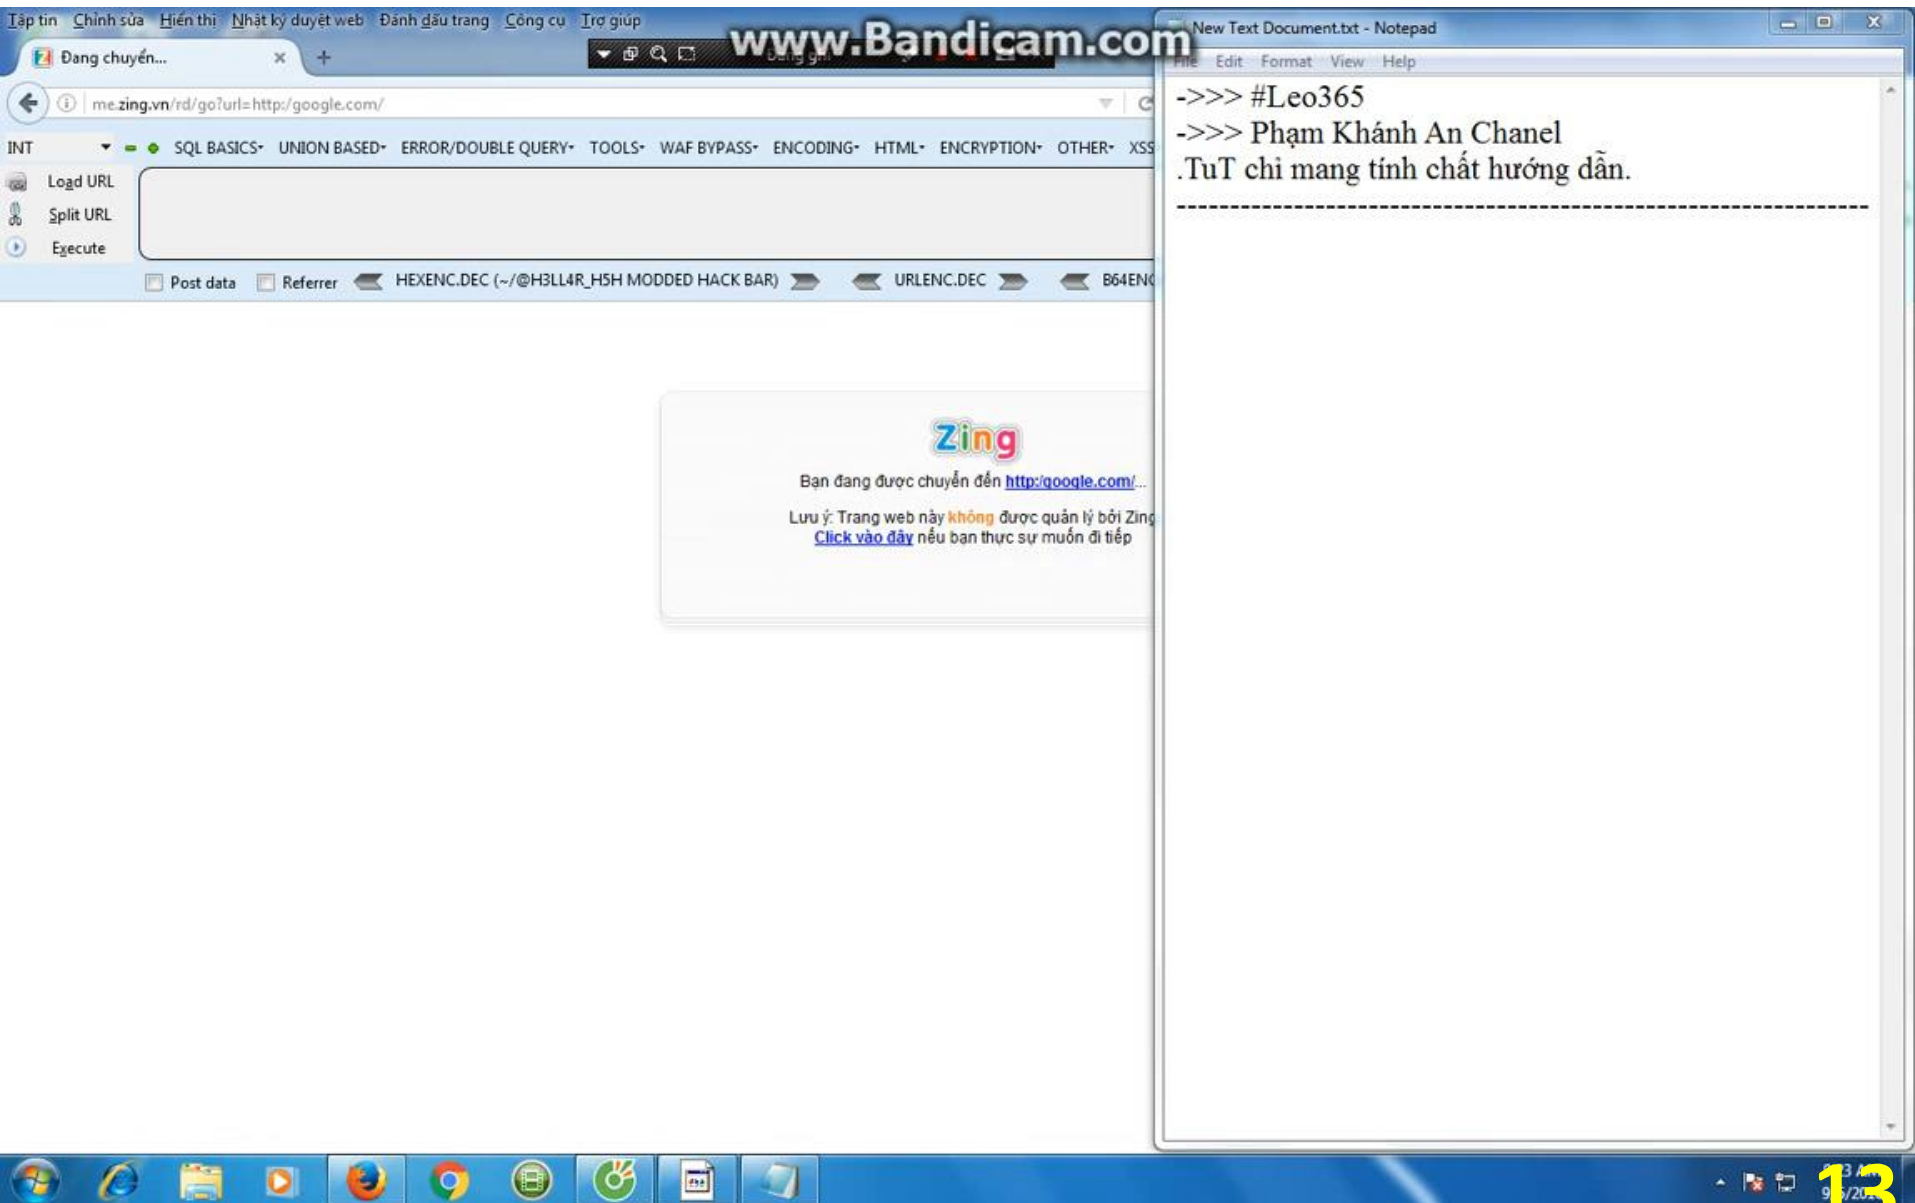 Tập tin Chỉnh sửa Hiển thị Nhật ký duyệt web Đánh dấu trang Công cụ Trợ giúp
www.Bandicam.com
New Text Document.txt - Notepad
Đang chuyển...
File Edit Format View Help
me.zing.vn/rd/go?url=http:/google.com/
->>> #Leo365
->>> Phạm Khánh An Chanel
.TuT chỉ mang tính chất hướng dẫn.
-----------------------------------------------------------------
INT SQL BASICS UNION BASED ERROR/DOUBLE QUERY TOOLS WAF BYPASS ENCODING HTML ENCRYPTION OTHER XSS
Load URL
Split URL
Execute
Post data Referrer HEXENC.DEC (~/@H3LL4R_H5H MODDED HACK BAR) URLENC.DEC B64ENC
Zing
Bạn đang được chuyển đến http:/google.com/...
Lưu ý: Trang web này không được quản lý bởi Zing
Click vào đây nếu bạn thực sự muốn đi tiếp
13